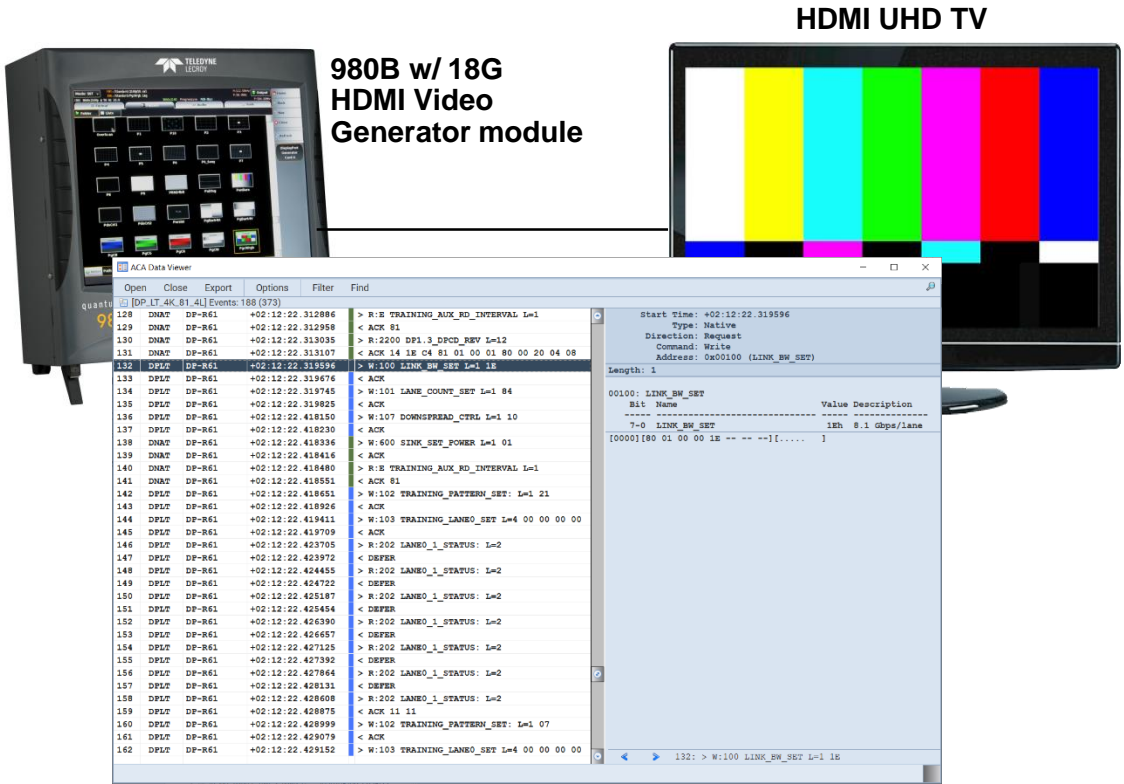 HDMI UHD TV
TELEDYNE
LECROY
980B w/ 18G
HDMI Video
Generator module
ACA Data Viewer
Open Close Export Options Filter Find
[DP_LT_4K_81_4L] Events: 188 (373)
128 DNAT DP-R61 +02:12:22.312886 > R:E TRAINING_AUX_RD_INTERVAL L=1
129 DNAT DP-R61 +02:12:22.312958 < ACK 81
130 DNAT DP-R61 +02:12:22.313035 > R:2200 DP1.3_DPCD_REV L=12
131 DNAT DP-R61 +02:12:22.313107 < ACK 14 1E C4 81 01 00 01 80 00 20 04 08
132 DPLT DP-R61 +02:12:22.319596 > W:100 LINK_BW_SET L=1 1E
133 DPLT DP-R61 +02:12:22.319676 < ACK
134 DPLT DP-R61 +02:12:22.319745 > W:101 LANE_COUNT_SET L=1 84
135 DPLT DP-R61 +02:12:22.319825 < ACK
136 DPLT DP-R61 +02:12:22.418150 > W:107 DOWNSPREAD_CTRL L=1 10
137 DPLT DP-R61 +02:12:22.418230 < ACK
138 DNAT DP-R61 +02:12:22.418336 > W:600 SINK_SET_POWER L=1 01
139 DNAT DP-R61 +02:12:22.418416 < ACK
140 DNAT DP-R61 +02:12:22.418480 > R:E TRAINING_AUX_RD_INTERVAL L=1
141 DNAT DP-R61 +02:12:22.418551 < ACK 81
142 DPLT DP-R61 +02:12:22.418651 > W:102 TRAINING_PATTERN_SET: L=1 21
143 DPLT DP-R61 +02:12:22.418926 < ACK
144 DPLT DP-R61 +02:12:22.419411 > W:103 TRAINING_LANE0_SET L=4 00 00 00 00
145 DPLT DP-R61 +02:12:22.419709 < ACK
146 DPLT DP-R61 +02:12:22.423705 > R:202 LANE0_1_STATUS: L=2
147 DPLT DP-R61 +02:12:22.423972 < DEFER
148 DPLT DP-R61 +02:12:22.424455 > R:202 LANE0_1_STATUS: L=2
149 DPLT DP-R61 +02:12:22.424722 < DEFER
150 DPLT DP-R61 +02:12:22.425187 > R:202 LANE0_1_STATUS: L=2
151 DPLT DP-R61 +02:12:22.425454 < DEFER
152 DPLT DP-R61 +02:12:22.426390 > R:202 LANE0_1_STATUS: L=2
153 DPLT DP-R61 +02:12:22.426657 < DEFER
154 DPLT DP-R61 +02:12:22.427125 > R:202 LANE0_1_STATUS: L=2
155 DPLT DP-R61 +02:12:22.427392 < DEFER
156 DPLT DP-R61 +02:12:22.427864 > R:202 LANE0_1_STATUS: L=2
157 DPLT DP-R61 +02:12:22.428131 < DEFER
158 DPLT DP-R61 +02:12:22.428608 > R:202 LANE0_1_STATUS: L=2
159 DPLT DP-R61 +02:12:22.428875 < ACK 11 11
160 DPLT DP-R61 +02:12:22.428999 > W:102 TRAINING_PATTERN_SET: L=1 07
161 DPLT DP-R61 +02:12:22.429079 < ACK
162 DPLT DP-R61 +02:12:22.429152 > W:103 TRAINING_LANE0_SET L=4 00 00 00 00
Start Time: +02:12:22.319596
Type: Native
Direction: Request
Command: Write
Address: 0x00100 (LINK_BW_SET)
Length: 1
00100: LINK_BW_SET
Bit Name Value Description
7-0 LINK_BW_SET 1Eh 8.1 Gbps/lane
[0000][80 01 00 00 1E -- -- --][..... ]
132: > W:100 LINK_BW_SET L=1 1E